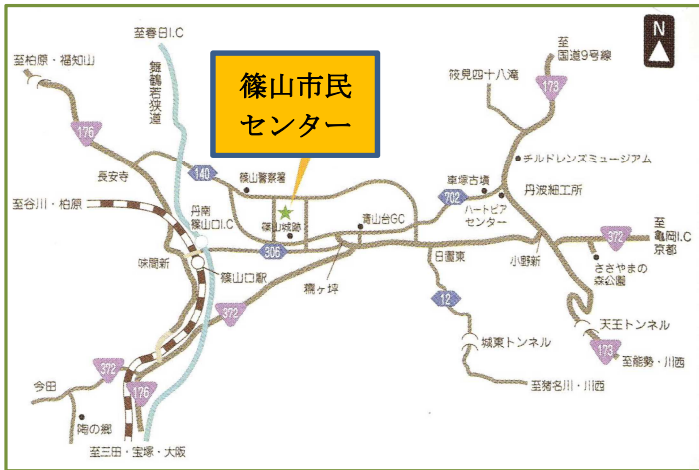 至春日I.C
至柏原・福知山
舞鶴若狭道
176
長安寺
至谷川・柏原
篠山市民
センター
140
篠山警察署
篠山城跡
丹南
篠山口I.C
味間新
篠山口駅
306
青山台GC
糯ヶ坪
372
372
今田
176
陶の郷
至三田・宝塚・大阪
N
至
国道9号線
筱見四十八滝
173
チルドレンズミュージアム
車塚古墳
丹波細工所
702
ハートピア
センター
日置東
小野新
372
至
亀岡I.C
京都
ささやまの
森公園
12
城東トンネル
天王トンネル
173
至能勢・川西
至猪名川・川西